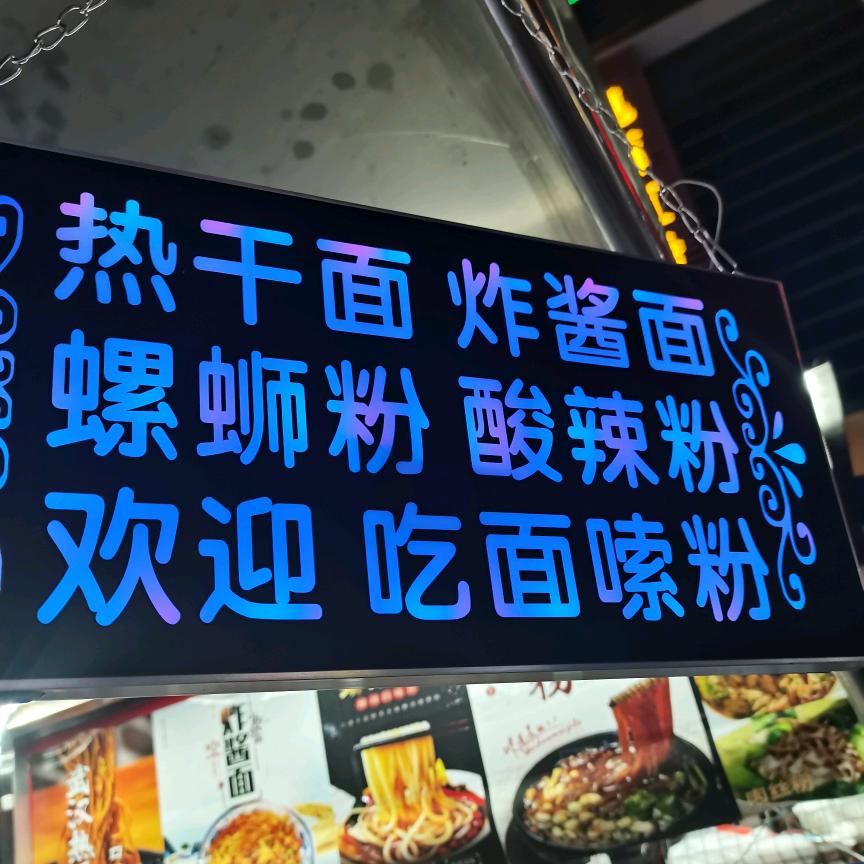 热干面 炸酱面
螺蛳粉 酸辣粉
欢迎 吃面嗦粉
炸酱面